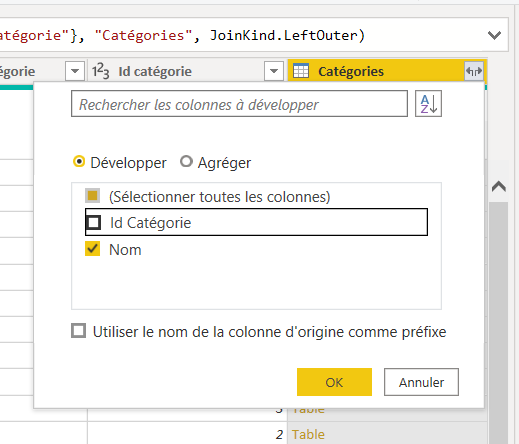 atégorie"}, "Catégories", JoinKind.LeftOuter)
égorie 1²3 Id catégorie Catégories
Rechercher les colonnes à développer
A
Z
Développer Agréger
(Sélectionner toutes les colonnes)
Id Catégorie
Nom
Utiliser le nom de la colonne d'origine comme préfixe
OK Annuler
3 Table
2 Table